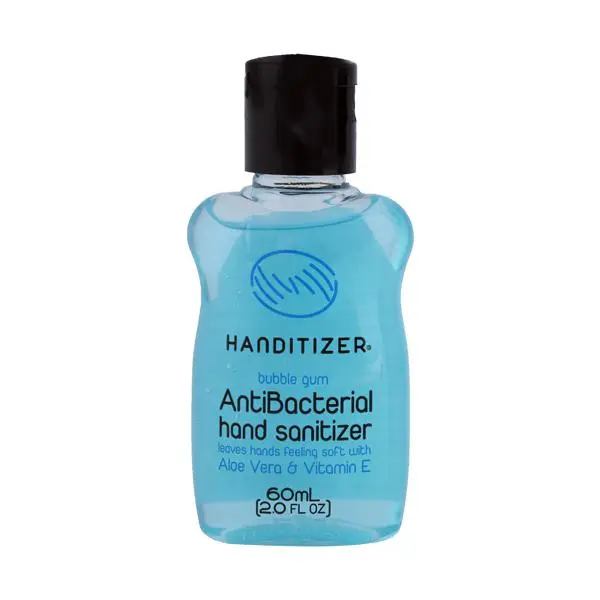 HANDITIZER®
bubble gum
AntiBacterial
hand sanitizer
leaves hands feeling soft with
Aloe Vera & Vitamin E
60mL
(2.0 FL OZ)